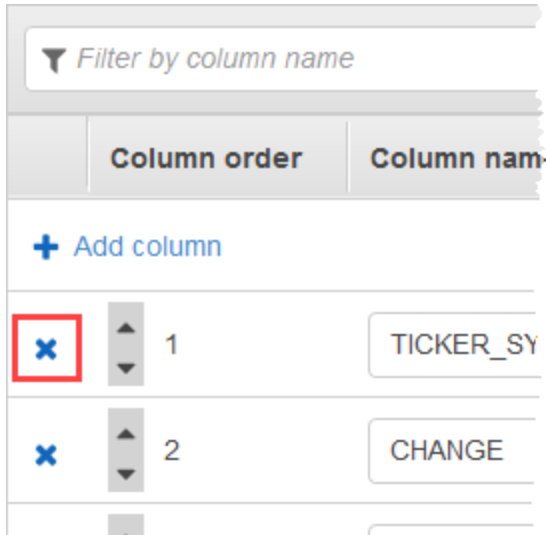 Filter by column name
Column order Column nam
Add column
1 TICKER_SY
2 CHANGE